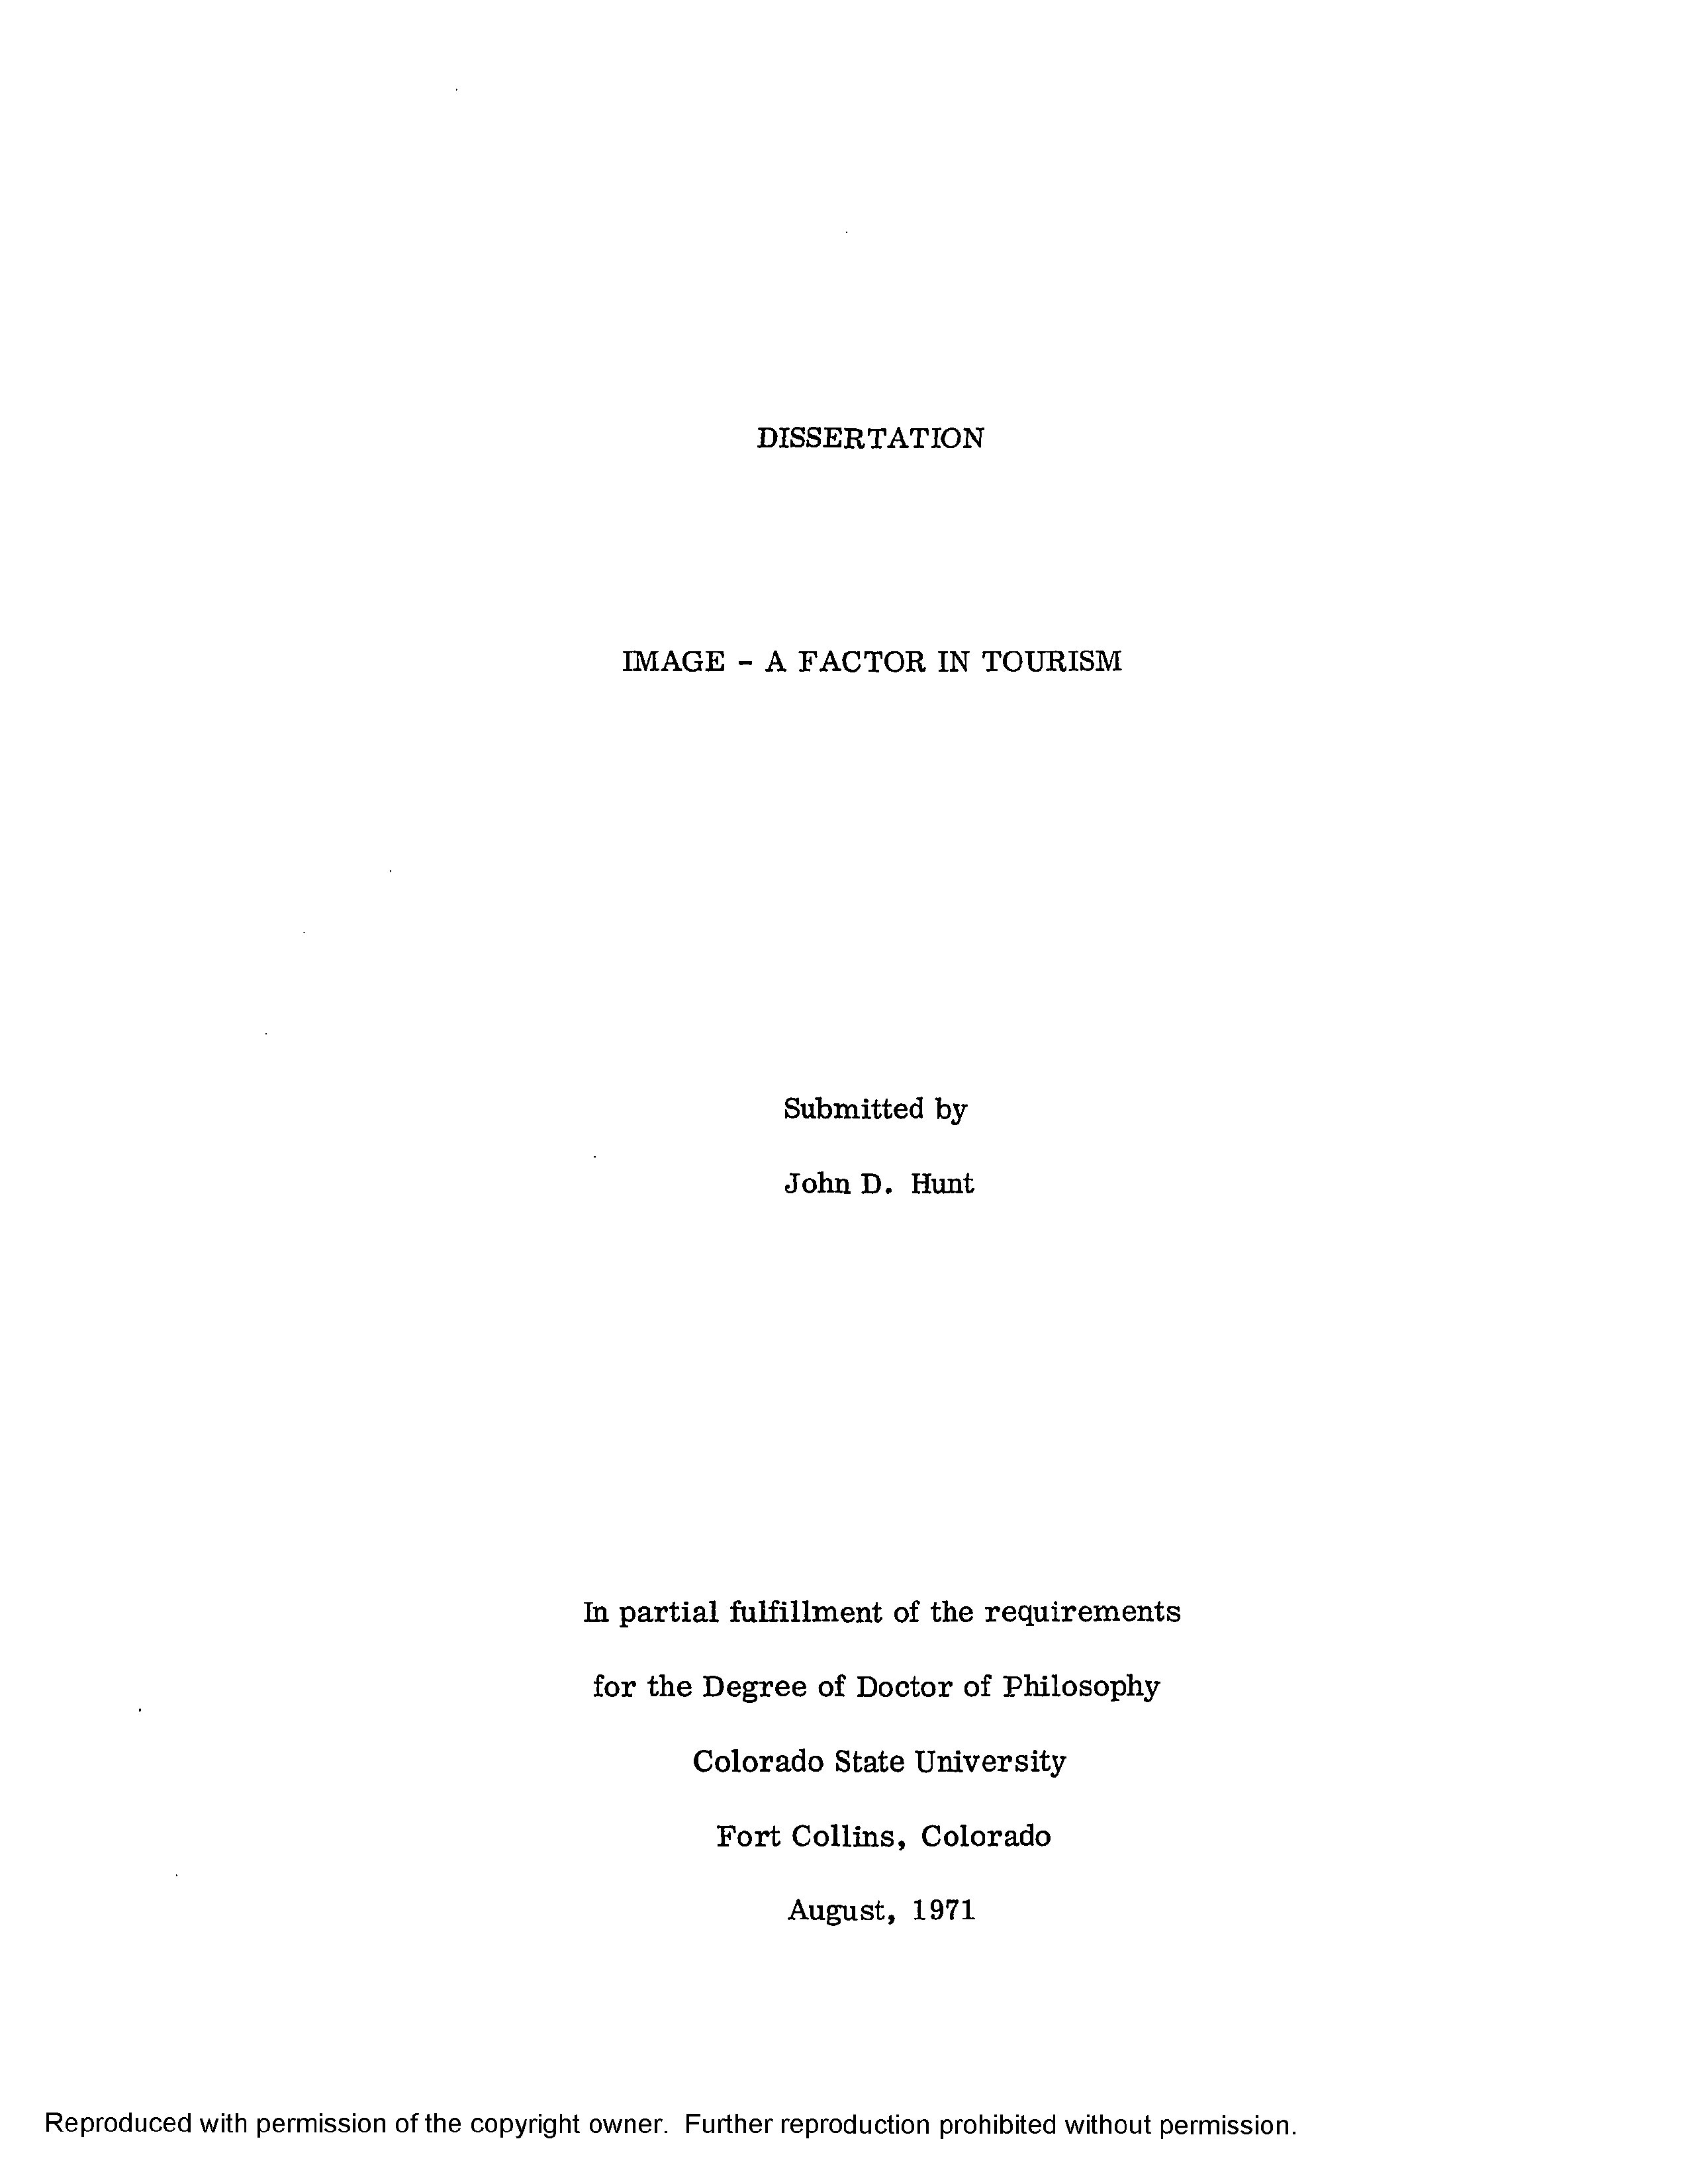 DISSERTATION
IMAGE - A FACTOR IN TOURISM
Submitted by
John D. Hunt
In partial fulfillment of the requirements
for the Degree of Doctor of Philosophy
Colorado State University
Fort Collins, Colorado
August, 1971
Reproduced with permission of the copyright owner. Further reproduction prohibited without permission.